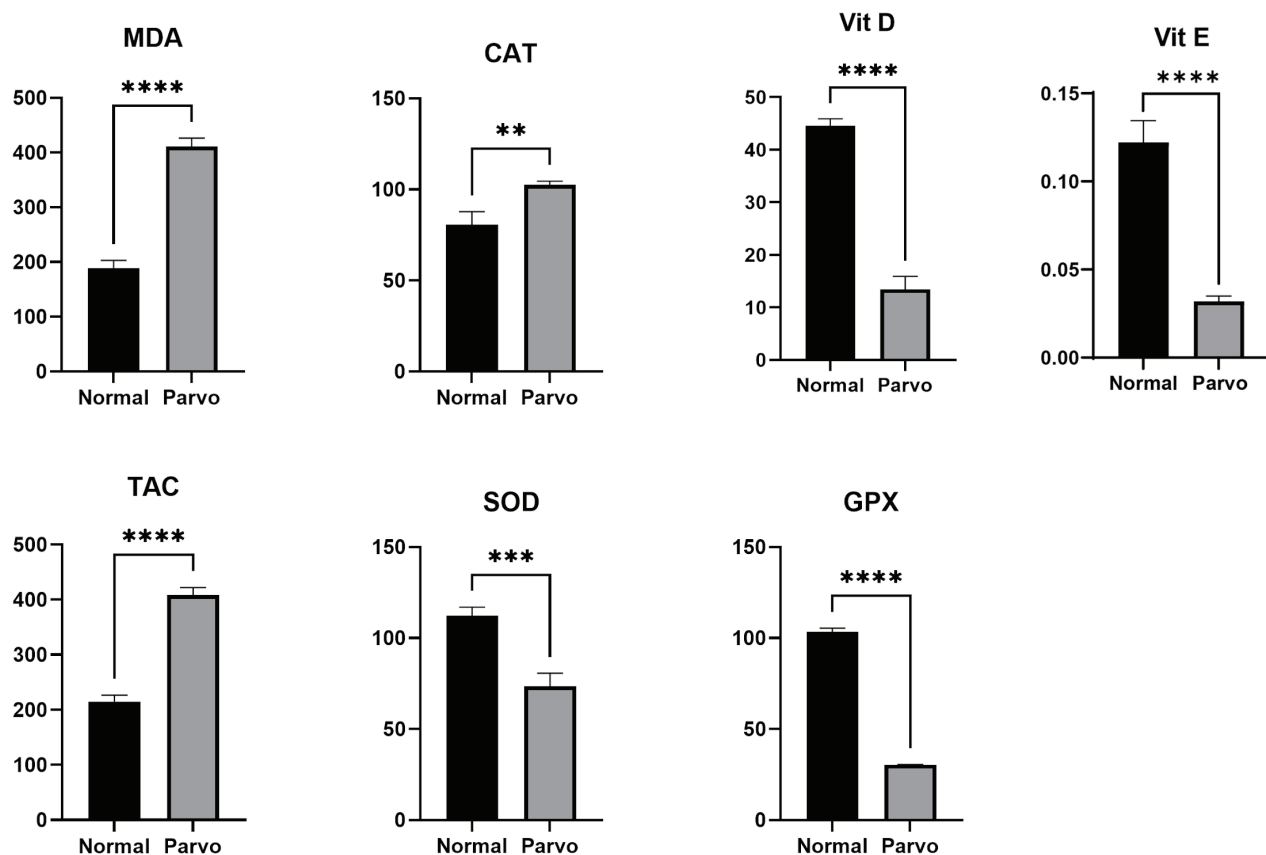 MDA
****
500
400
300
200
100
0
Normal Parvo
CAT
**
150
100
50
0
Normal Parvo
Vit D
****
50
40
30
20
10
0
Normal Parvo
Vit E
****
0.15
0.10
0.05
0.00
Normal Parvo
TAC
****
500
400
300
200
100
0
Normal Parvo
SOD
***
150
100
50
0
Normal Parvo
GPX
****
150
100
50
0
Normal Parvo